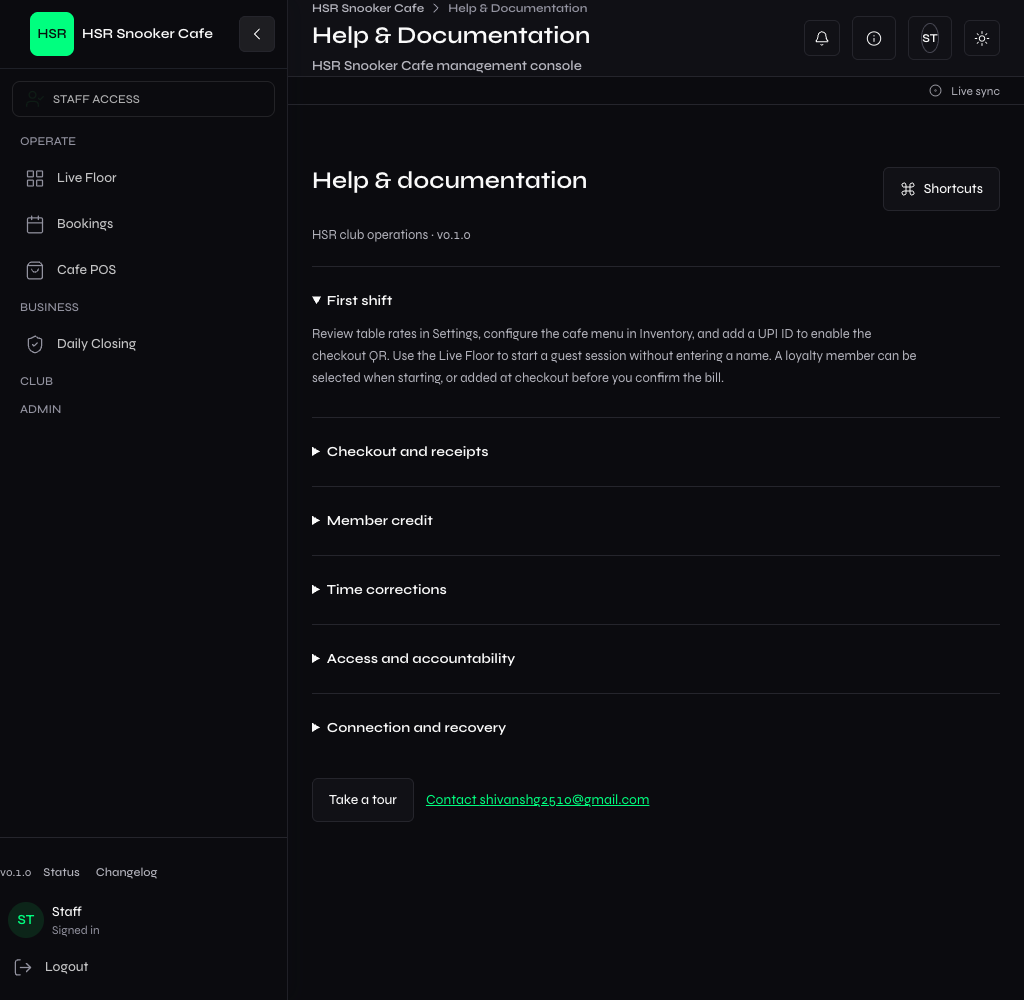 HSR
HSR Snooker Cafe
STAFF ACCESS
OPERATE
Live Floor
Bookings
Cafe POS
BUSINESS
Daily Closing
CLUB
ADMIN
v0.1.0 Status Changelog
ST
Staff
Signed in
Logout
HSR Snooker Cafe > Help & Documentation
Help & Documentation
HSR Snooker Cafe management console
ST
Live sync
Help & documentation
Shortcuts
HSR club operations · v0.1.0
First shift
Review table rates in Settings, configure the cafe menu in Inventory, and add a UPI ID to enable the
checkout QR. Use the Live Floor to start a guest session without entering a name. A loyalty member can be
selected when starting, or added at checkout before you confirm the bill.
Checkout and receipts
Member credit
Time corrections
Access and accountability
Connection and recovery
Take a tour
Contact shivanshg2510@gmail.com